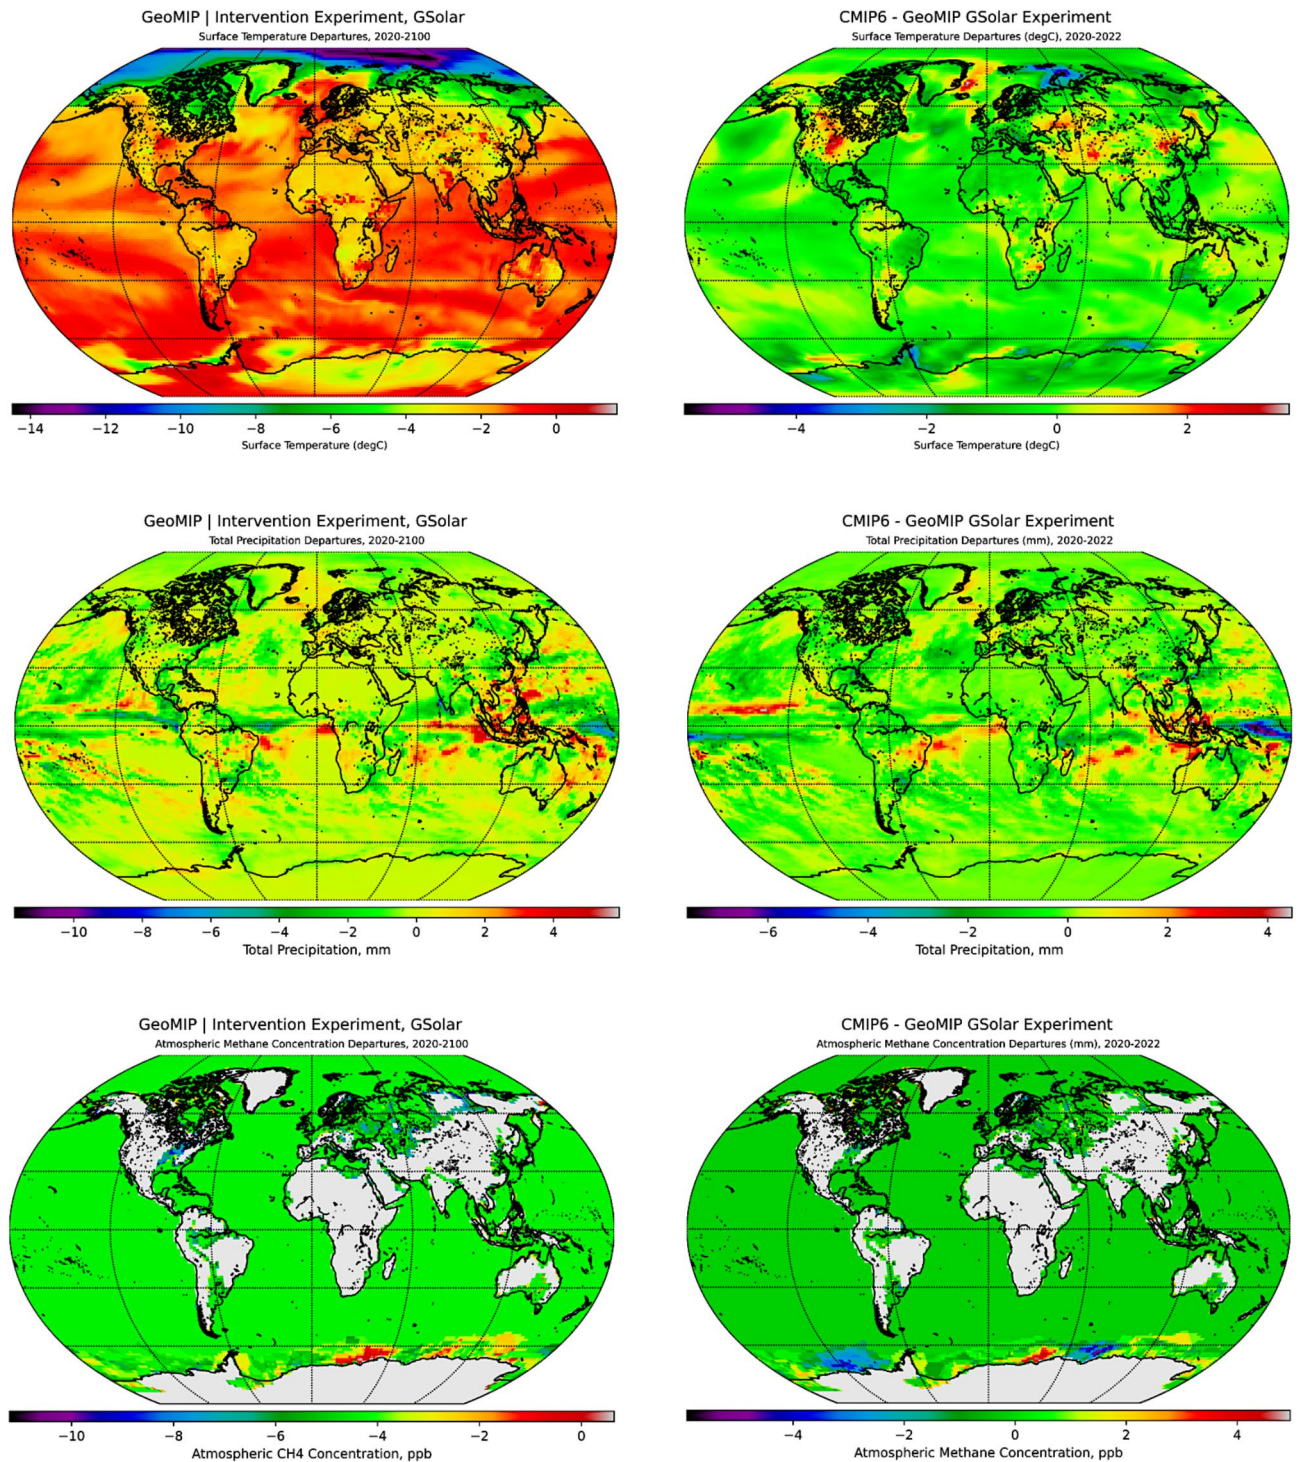 GeoMIP | Intervention Experiment, GSolar
Surface Temperature Departures, 2020-2100
−14 −12 −10 −8 −6 −4 −2 0
Surface Temperature (degC)
CMIP6 - GeoMIP GSolar Experiment
Surface Temperature Departures (degC), 2020-2022
−4 −2 0 2
Surface Temperature (degC)
GeoMIP | Intervention Experiment, GSolar
Total Precipitation Departures, 2020-2100
−10 −8 −6 −4 −2 0 2 4
Total Precipitation, mm
CMIP6 - GeoMIP GSolar Experiment
Total Precipitation Departures (mm), 2020-2022
−6 −4 −2 0 2 4
Total Precipitation, mm
GeoMIP | Intervention Experiment, GSolar
Atmospheric Methane Concentration Departures, 2020-2100
−10 −8 −6 −4 −2 0
Atmospheric CH4 Concentration, ppb
CMIP6 - GeoMIP GSolar Experiment
Atmospheric Methane Concentration Departures (mm), 2020-2022
−4 −2 0 2 4
Atmospheric Methane Concentration, ppb